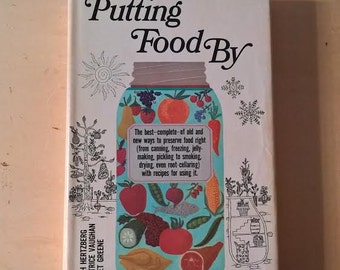 Putting
Food By
The best-complete-of old and
new ways to preserve food right
(from canning, freezing, jelly-
making, pickling to smoking,
drying, even root cellaring)
with recipes for using it.
HERTZBERG
VAUGHAN
GREENE